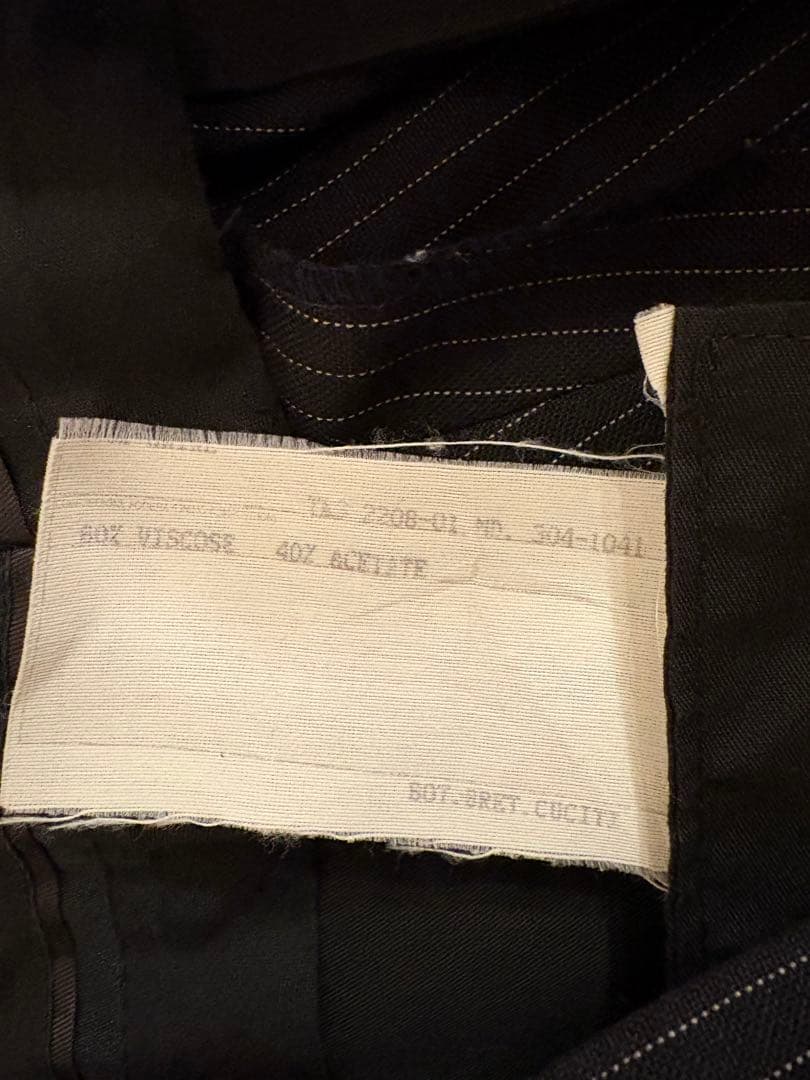 TAG 2208-01 MD. 304-1041
60% VISCOSE 40% ACETATE
BOT.BRET.CUCITI